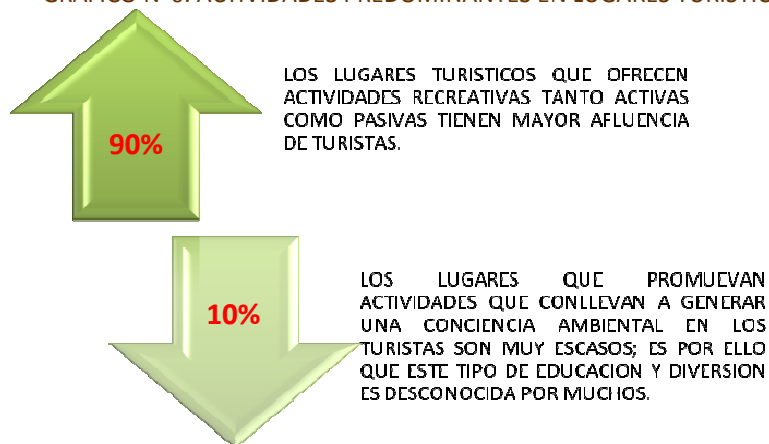 LOS LUGARES TURISTICOS QUE OFRECEN
ACTIVIDADES RECREATIVAS TANTO ACTIVAS
COMO PASIVAS TIENEN MAYOR AFLUENCIA
DE TURISTAS.
90%
LOS LUGARES QUE PROMUEVAN
ACTIVIDADES QUE CONLLEVAN A GENERAR
UNA CONCIENCIA AMBIENTAL EN LOS
TURISTAS SON MUY ESCASOS; ES POR ELLO
QUE ESTE TIPO DE EDUCACION Y DIVERSION
ES DESCONOCIDA POR MUCHOS.
10%